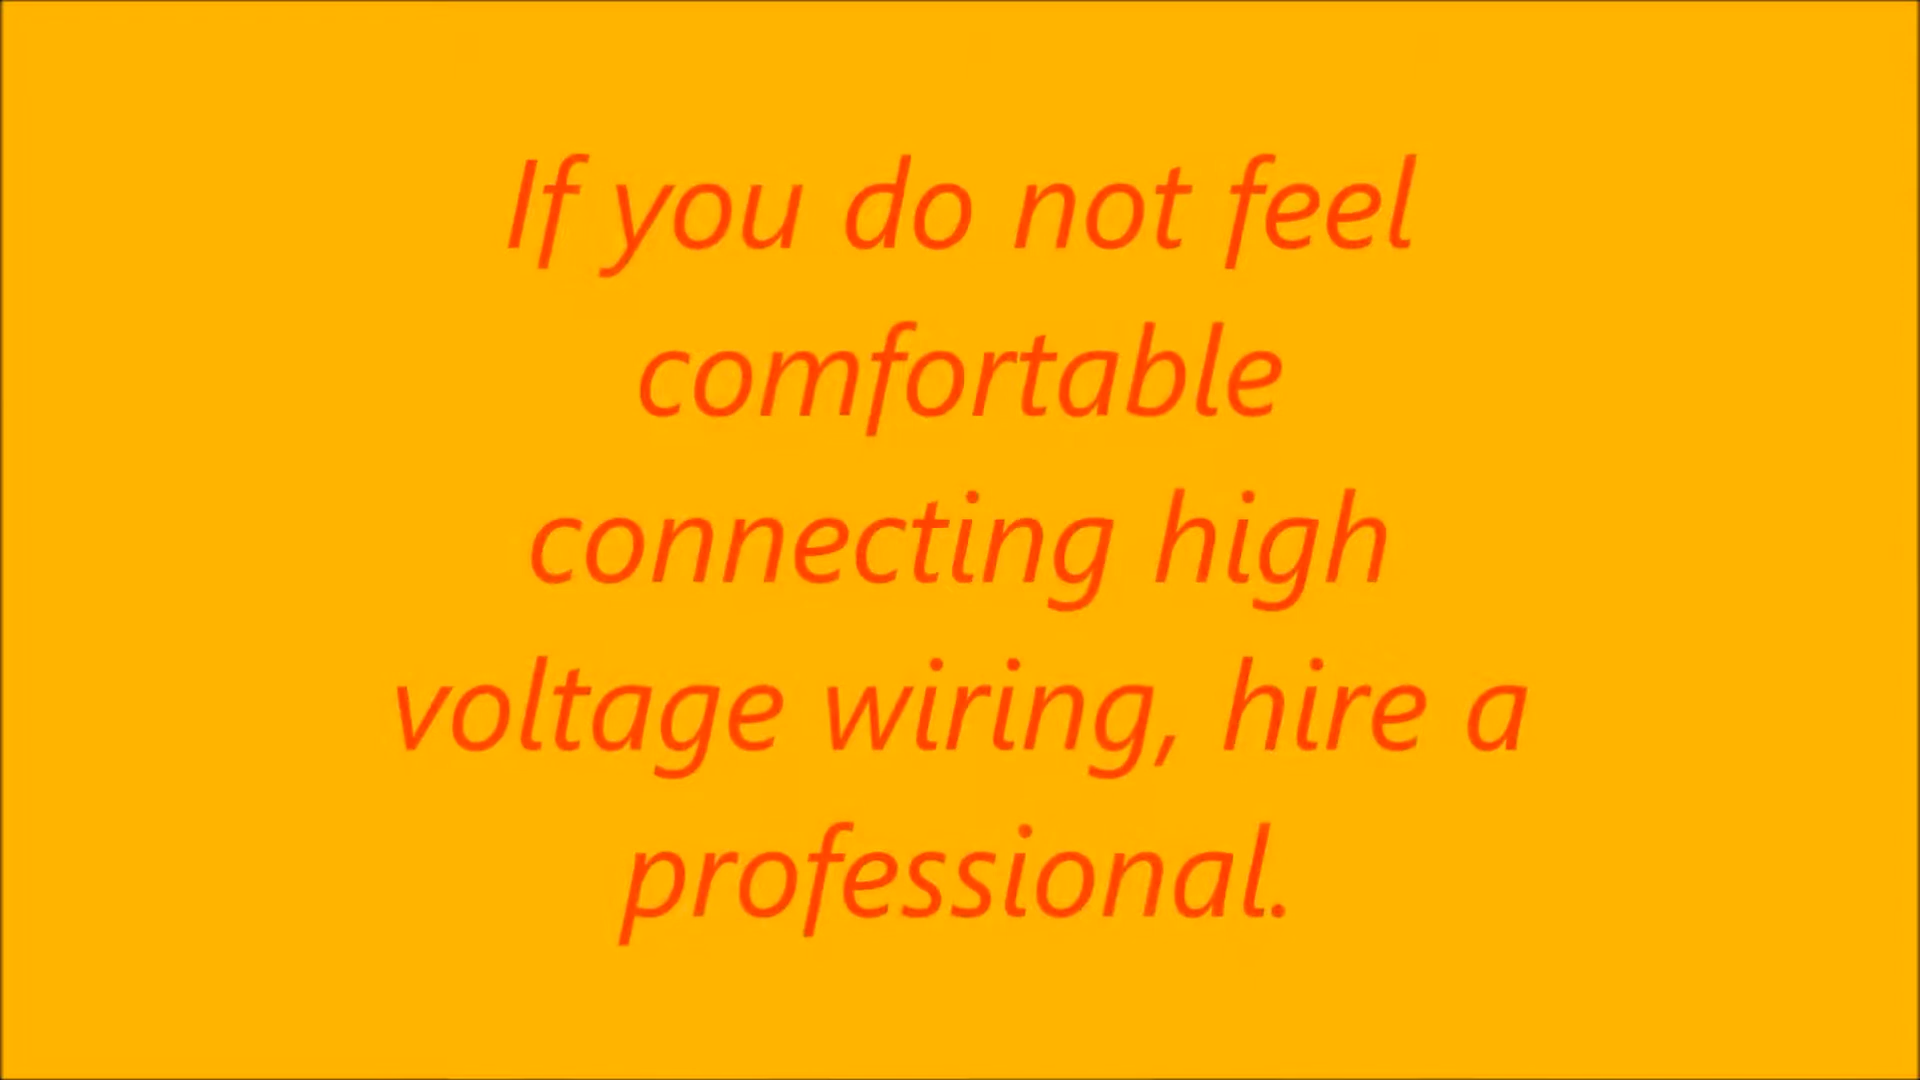 If you do not feel
comfortable
connecting high
voltage wiring, hire a
professional.